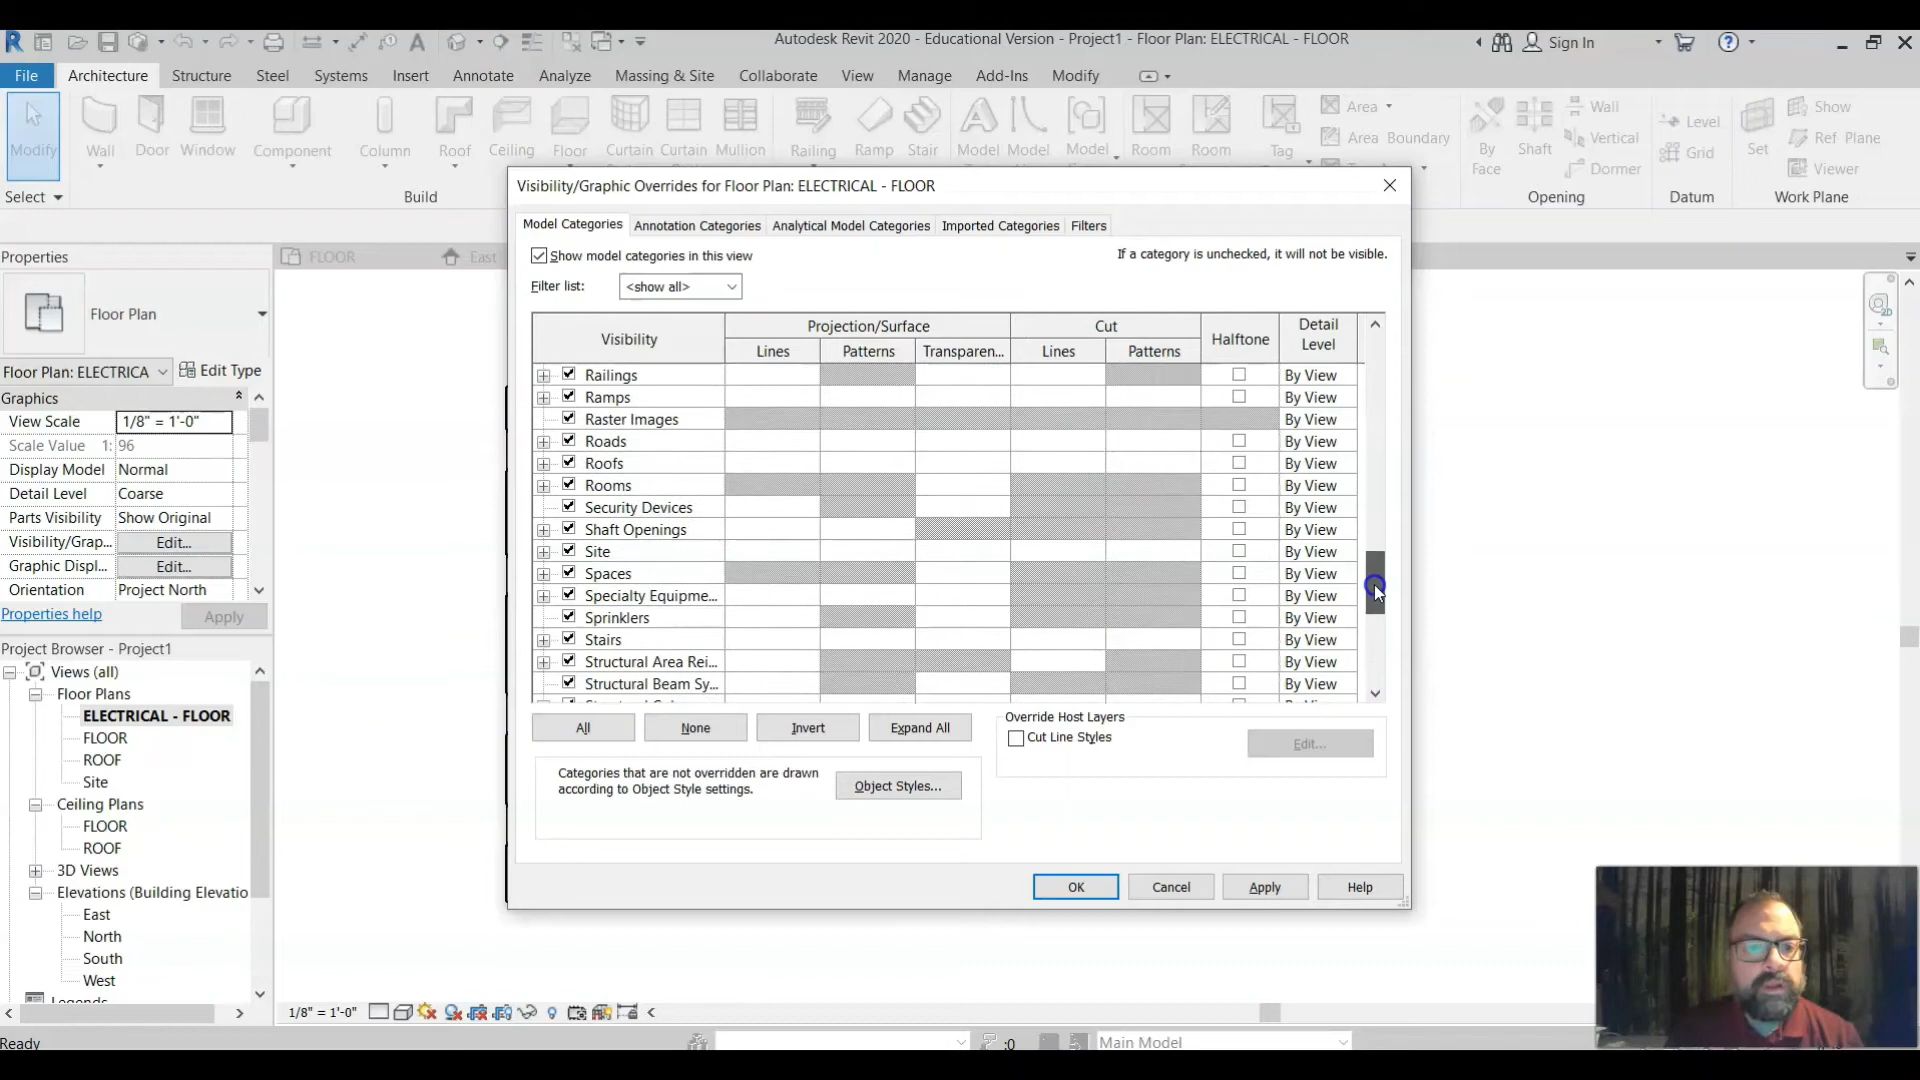 Autodesk Revit 2020 - Educational Version - Project1 - Floor Plan: ELECTRICAL - FLOOR
Sign In
File Architecture Structure Steel Systems Insert Annotate Analyze Massing & Site Collaborate View Manage Add-Ins Modify
Modify Wall Door Window Component Column Roof Ceiling Floor Curtain Curtain Mullion Railing Ramp Stair Model Model Model Room Room Tag
Area
Area Boundary
By Face
Shaft
Wall
Vertical
Dormer
Level
Grid
Set
Show
Ref Plane
Viewer
Select Build Opening Datum Work Plane
Visibility/Graphic Overrides for Floor Plan: ELECTRICAL - FLOOR
Model Categories Annotation Categories Analytical Model Categories Imported Categories Filters
Show model categories in this view
If a category is unchecked, it will not be visible.
Filter list: <show all>
Visibility Projection/Surface Cut Halftone Detail Level
Lines Patterns Transparen... Lines Patterns
Railings By View
Ramps By View
Raster Images By View
Roads By View
Roofs By View
Rooms By View
Security Devices By View
Shaft Openings By View
Site By View
Spaces By View
Specialty Equipme... By View
Sprinklers By View
Stairs By View
Structural Area Rei... By View
Structural Beam Sy... By View
All None Invert Expand All
Override Host Layers
Cut Line Styles
Edit...
Categories that are not overridden are drawn
according to Object Style settings.
Object Styles...
OK Cancel Apply Help
Properties
Floor Plan
Floor Plan: ELECTRICA Edit Type
Graphics
View Scale 1/8" = 1'-0"
Scale Value 1: 96
Display Model Normal
Detail Level Coarse
Parts Visibility Show Original
Visibility/Grap... Edit...
Graphic Displ... Edit...
Orientation Project North
Properties help Apply
Project Browser - Project1
Views (all)
Floor Plans
ELECTRICAL - FLOOR
FLOOR
ROOF
Site
Ceiling Plans
FLOOR
ROOF
3D Views
Elevations (Building Elevatio
East
North
South
West
Legends
FLOOR
East
1/8" = 1'-0"
Ready
:0
Main Model